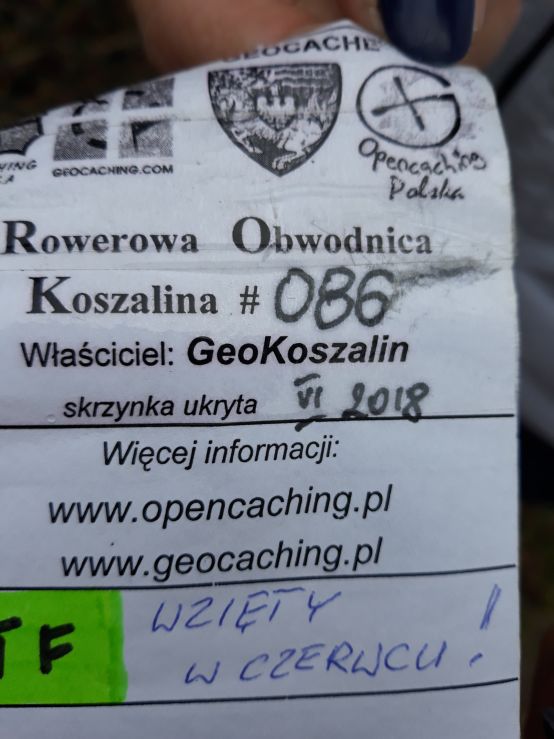 GEOCACHE
GEOCACHING.COM
Opencaching
Polska
Rowerowa Obwodnica
Koszalina # 086
Właściciel: GeoKoszalin
skrzynka ukryta VI 2018
Więcej informacji:
www.opencaching.pl
www.geocaching.pl
TF
WZIĘTY
W CZERWCU!!